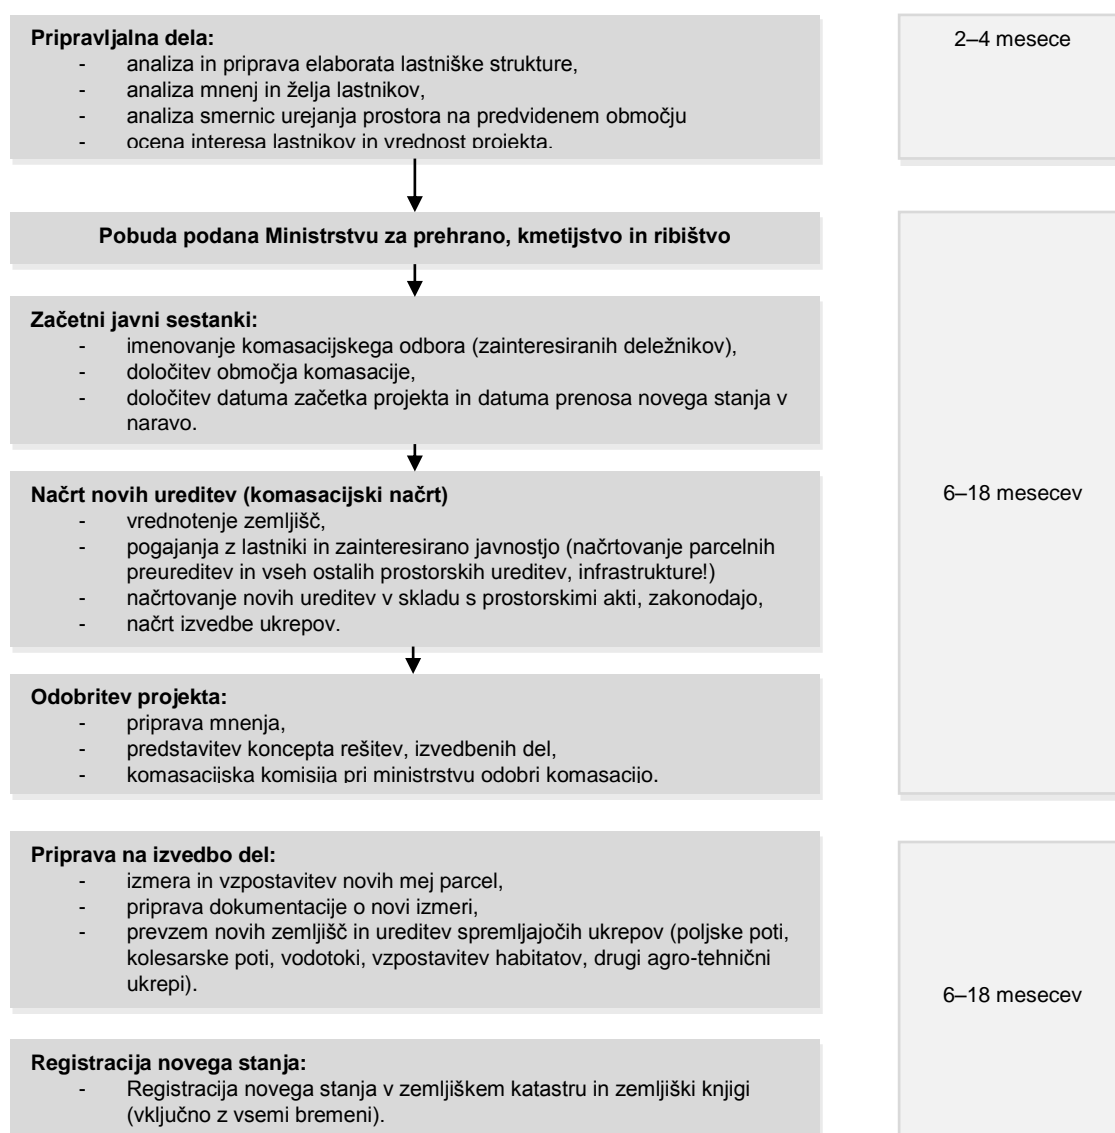 Pripravljalna dela:
- analiza in priprava elaborata lastniške strukture,
- analiza mnenj in želja lastnikov,
- analiza smernic urejanja prostora na predvidenem območju
- ocena interesa lastnikov in vrednost projekta.
2–4 mesece
Pobuda podana Ministrstvu za prehrano, kmetijstvo in ribištvo
Začetni javni sestanki:
- imenovanje komasacijskega odbora (zainteresiranih deležnikov),
- določitev območja komasacije,
- določitev datuma začetka projekta in datuma prenosa novega stanja v
naravo.
Načrt novih ureditev (komasacijski načrt)
- vrednotenje zemljišč,
- pogajanja z lastniki in zainteresirano javnostjo (načrtovanje parcelnih
preureditev in vseh ostalih prostorskih ureditev, infrastrukture!)
- načrtovanje novih ureditev v skladu s prostorskimi akti, zakonodajo,
- načrt izvedbe ukrepov.
Odobritev projekta:
- priprava mnenja,
- predstavitev koncepta rešitev, izvedbenih del,
- komasacijska komisija pri ministrstvu odobri komasacijo.
6–18 mesecev
Priprava na izvedbo del:
- izmera in vzpostavitev novih mej parcel,
- priprava dokumentacije o novi izmeri,
- prevzem novih zemljišč in ureditev spremljajočih ukrepov (poljske poti,
kolesarske poti, vodotoki, vzpostavitev habitatov, drugi agro-tehnični
ukrepi).
Registracija novega stanja:
- Registracija novega stanja v zemljiškem katastru in zemljiški knjigi
(vključno z vsemi bremeni).
6–18 mesecev